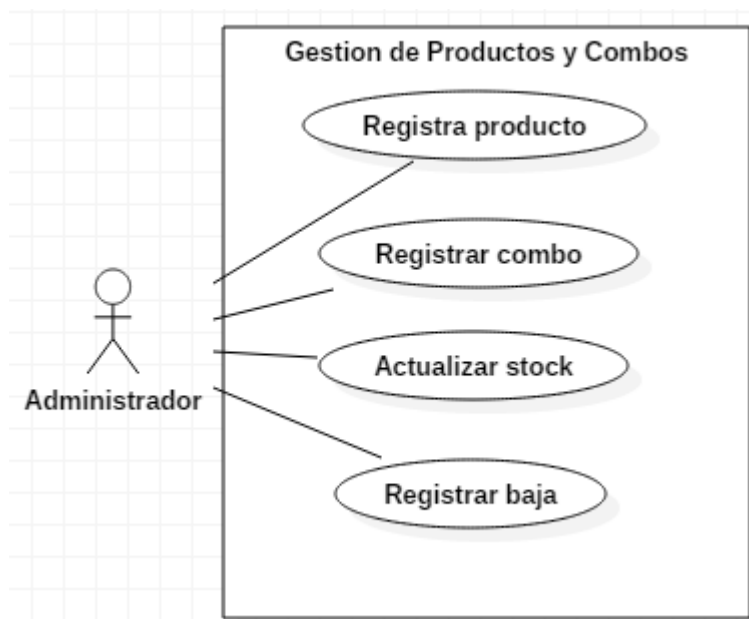 Gestion de Productos y Combos
Registra producto
Registrar combo
Actualizar stock
Administrador
Registrar baja